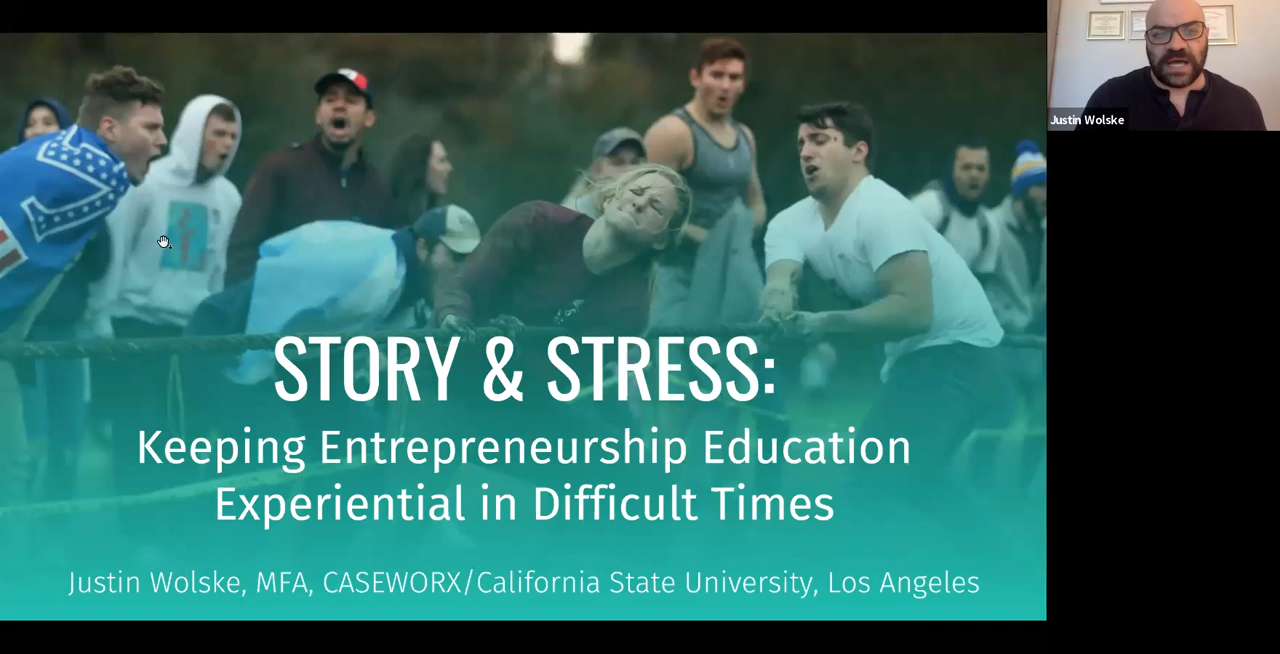 Justin Wolske
STORY & STRESS:
Keeping Entrepreneurship Education
Experiential in Difficult Times
Justin Wolske, MFA, CASEWORX/California State University, Los Angeles